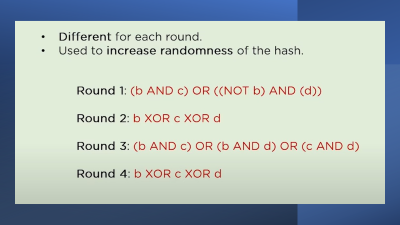 • Different for each round.
• Used to increase randomness of the hash.
Round 1: (b AND c) OR ((NOT b) AND (d))
Round 2: b XOR c XOR d
Round 3: (b AND c) OR (b AND d) OR (c AND d)
Round 4: b XOR c XOR d